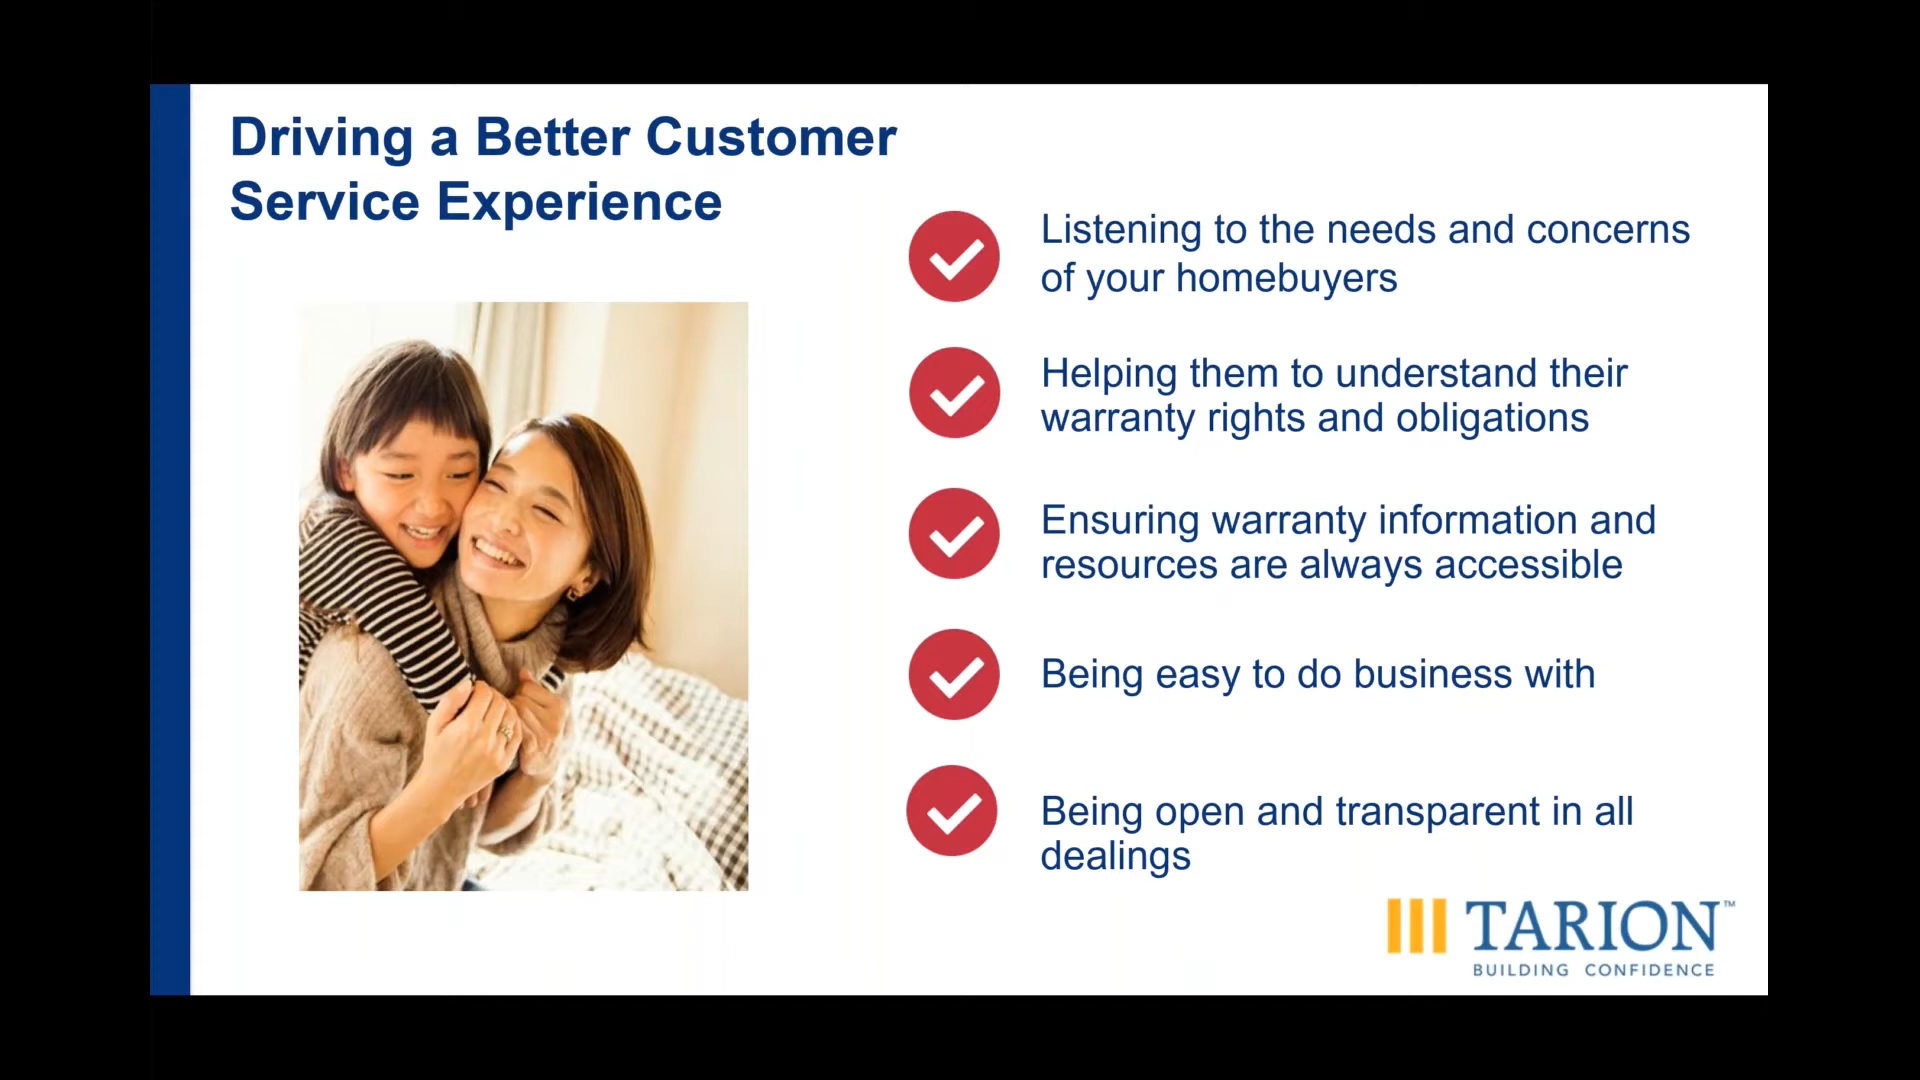 Driving a Better Customer
Service Experience
Listening to the needs and concerns
of your homebuyers
Helping them to understand their
warranty rights and obligations
Ensuring warranty information and
resources are always accessible
Being easy to do business with
Being open and transparent in all
dealings
TARION™
BUILDING CONFIDENCE